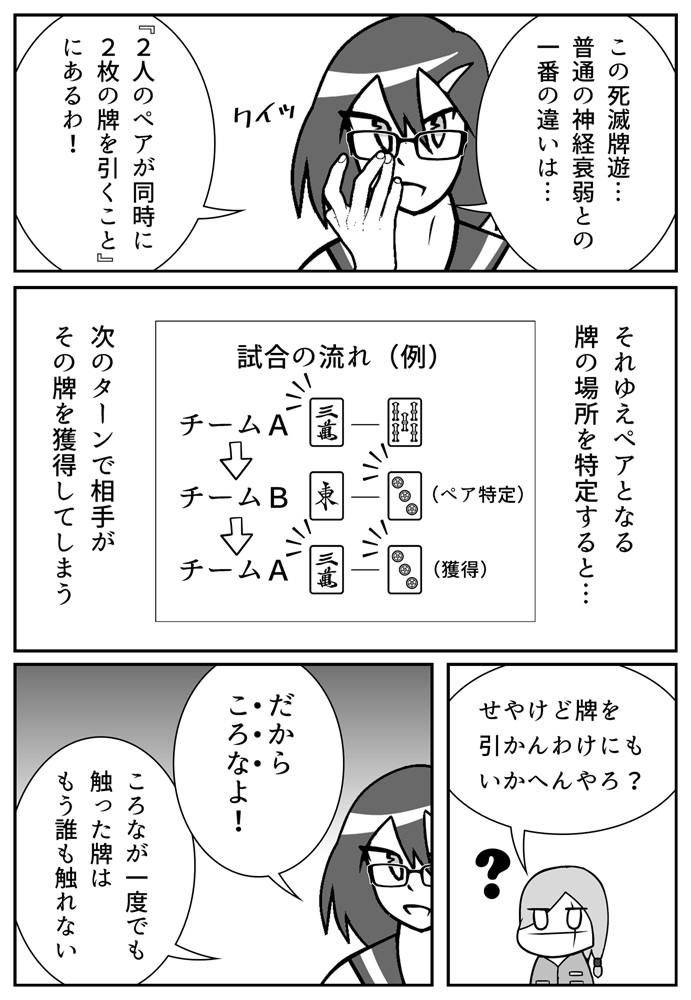 この死滅牌遊…
普通の神経衰弱との
一番の違いは…
クイッ
『２人のペアが同時に
２枚の牌を引くこと』
にあるわ！
それゆえペアとなる
牌の場所を特定すると…
試合の流れ（例）
チームA 三萬
チームB 東 （ペア特定）
チームA 三萬 （獲得）
次のターンで相手が
その牌を獲得してしまう
せやけど牌を
引かんわけにも
いかへんやろ？
?
だから
ころなよ！
ころなが一度でも
触った牌は
もう誰も触れない